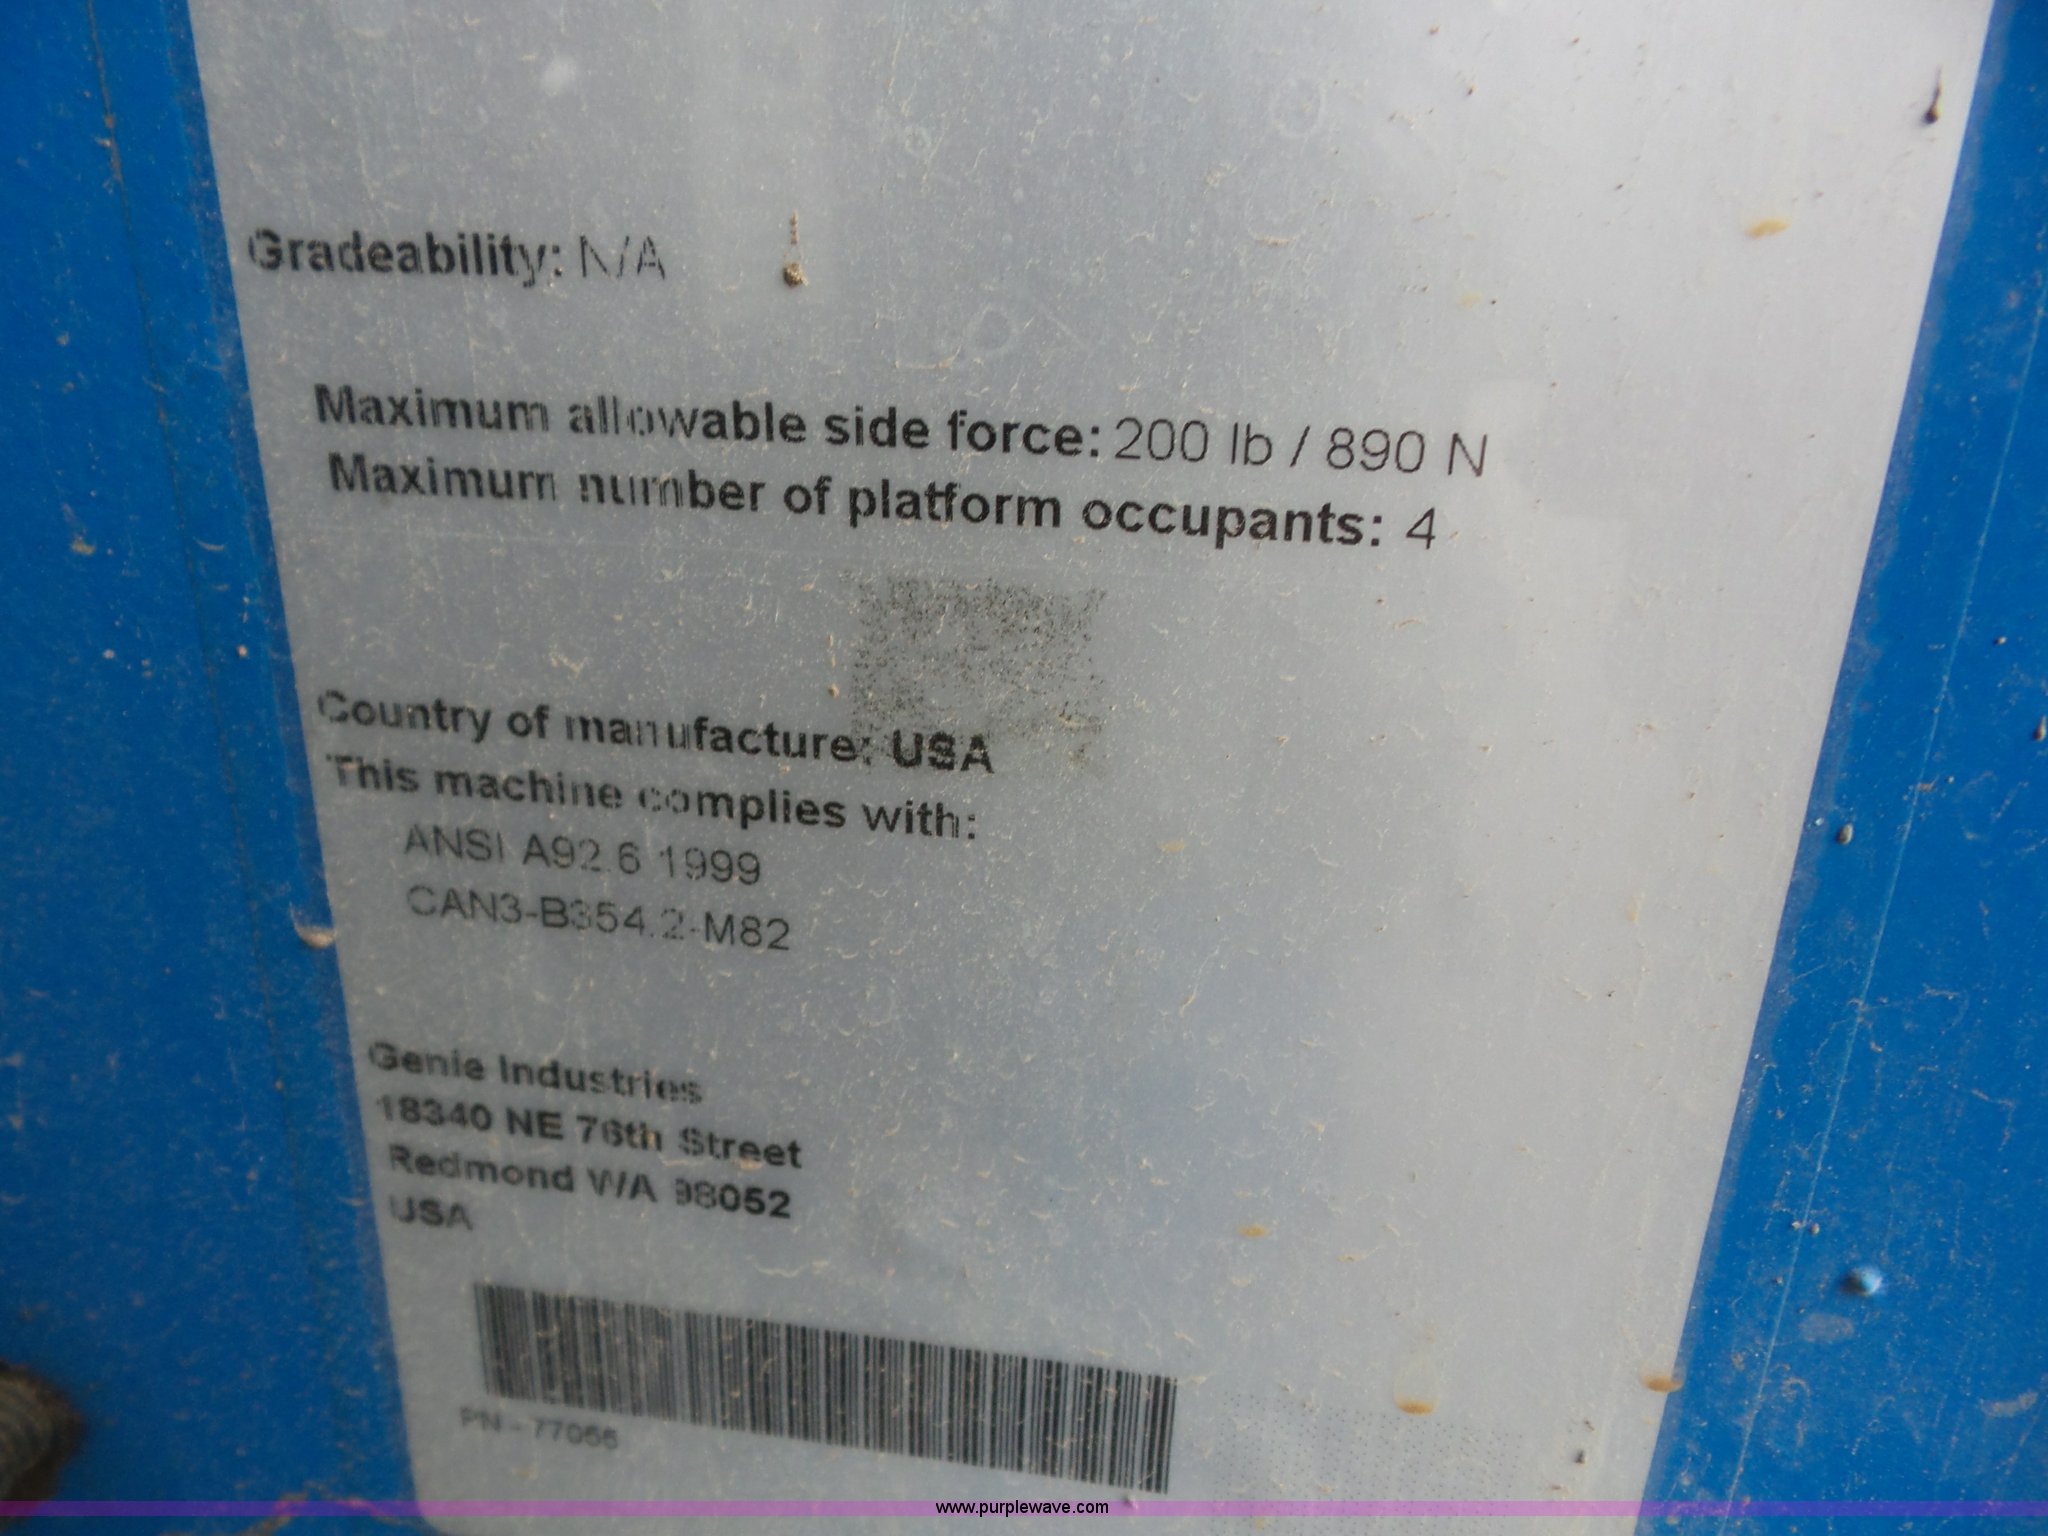 Gradeability: N/A
Maximum allowable side force: 200 lb / 890 N
Maximum number of platform occupants: 4
Country of manufacture: USA
This machine complies with:
ANSI A92.6 1999
CAN3-B354.2-M82
Genie Industries
18340 NE 76th Street
Redmond WA 98052
USA
PN - 77066
www.purplewave.com